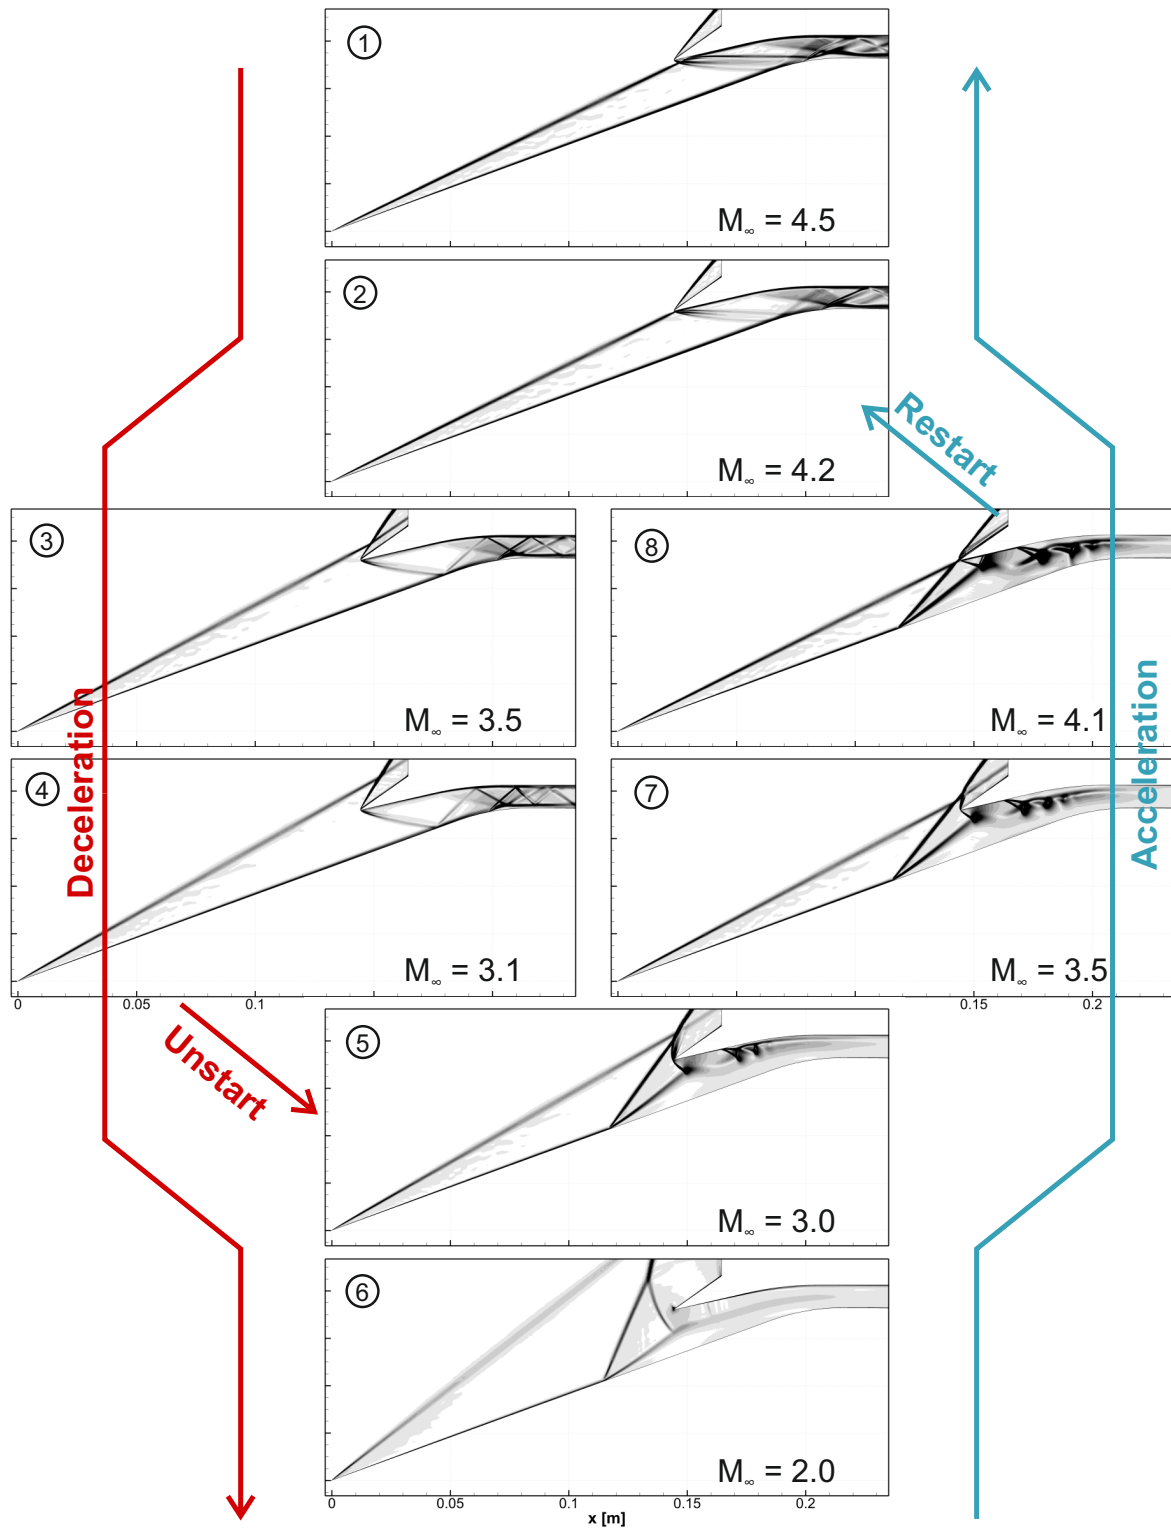 1
M∞ = 4.5
2
M∞ = 4.2
Restart
3
M∞ = 3.5
8
M∞ = 4.1
Deceleration
Acceleration
4
M∞ = 3.1
0 0.05 0.1
7
M∞ = 3.5
0.15 0.2
Unstart
5
M∞ = 3.0
6
M∞ = 2.0
0 0.05 0.1 0.15 0.2
x [m]